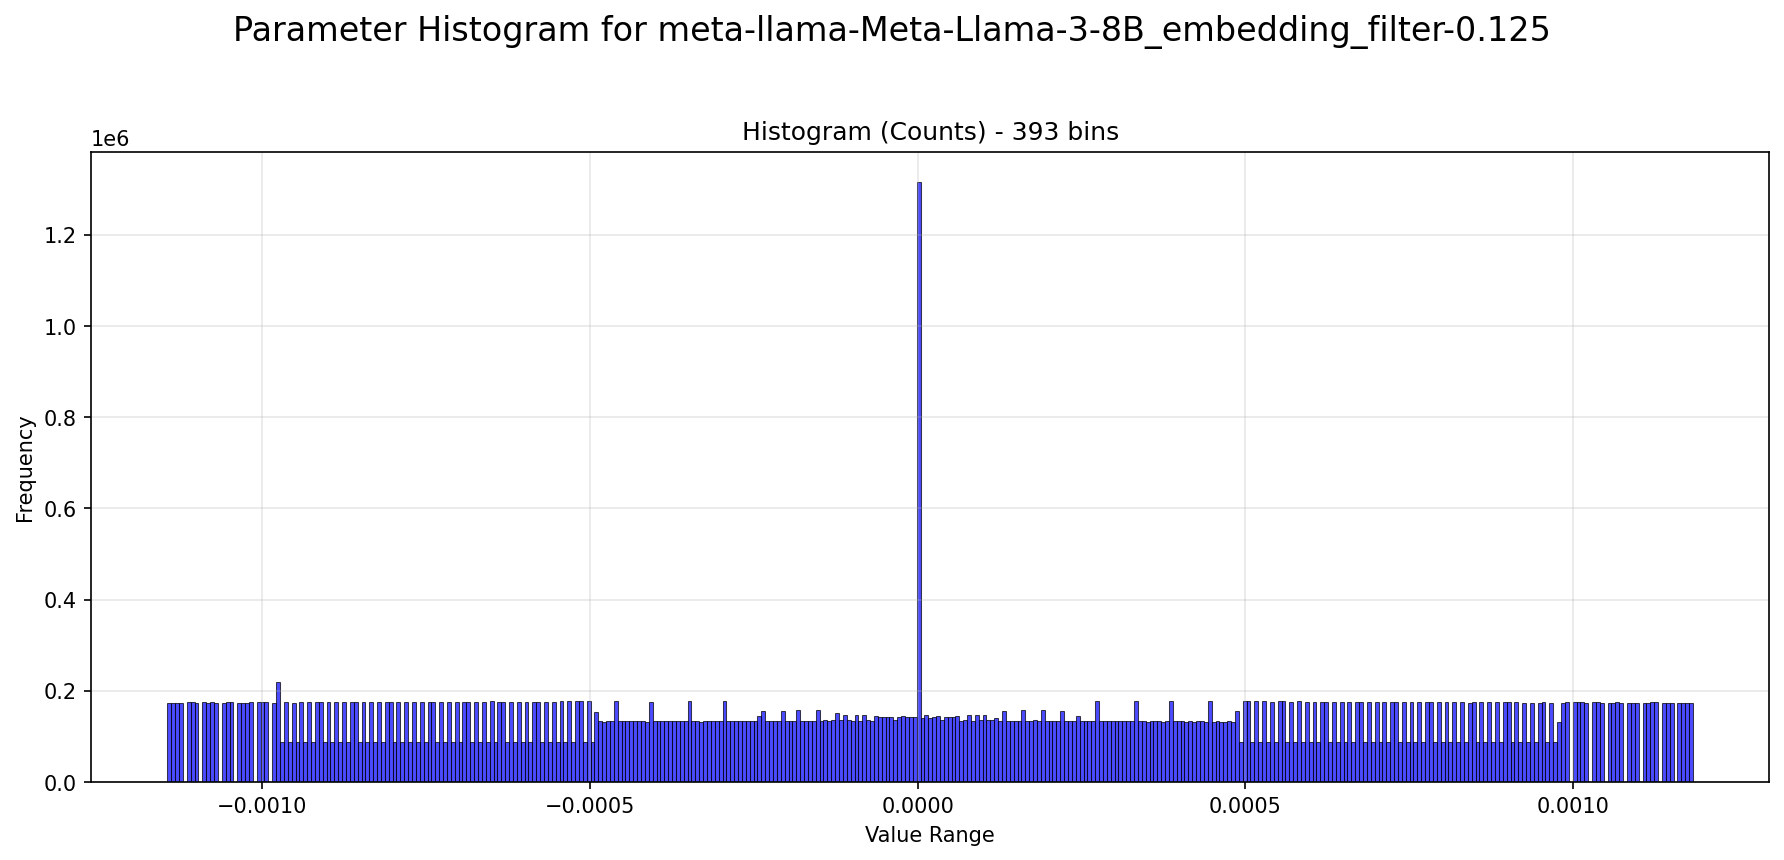 Parameter Histogram for meta-llama-Meta-Llama-3-8B_embedding_filter-0.125
Histogram (Counts) - 393 bins
1e6
1.2
1.0
0.8
0.6
0.4
0.2
0.0
Frequency
−0.0010
−0.0005
0.0000
0.0005
0.0010
Value Range